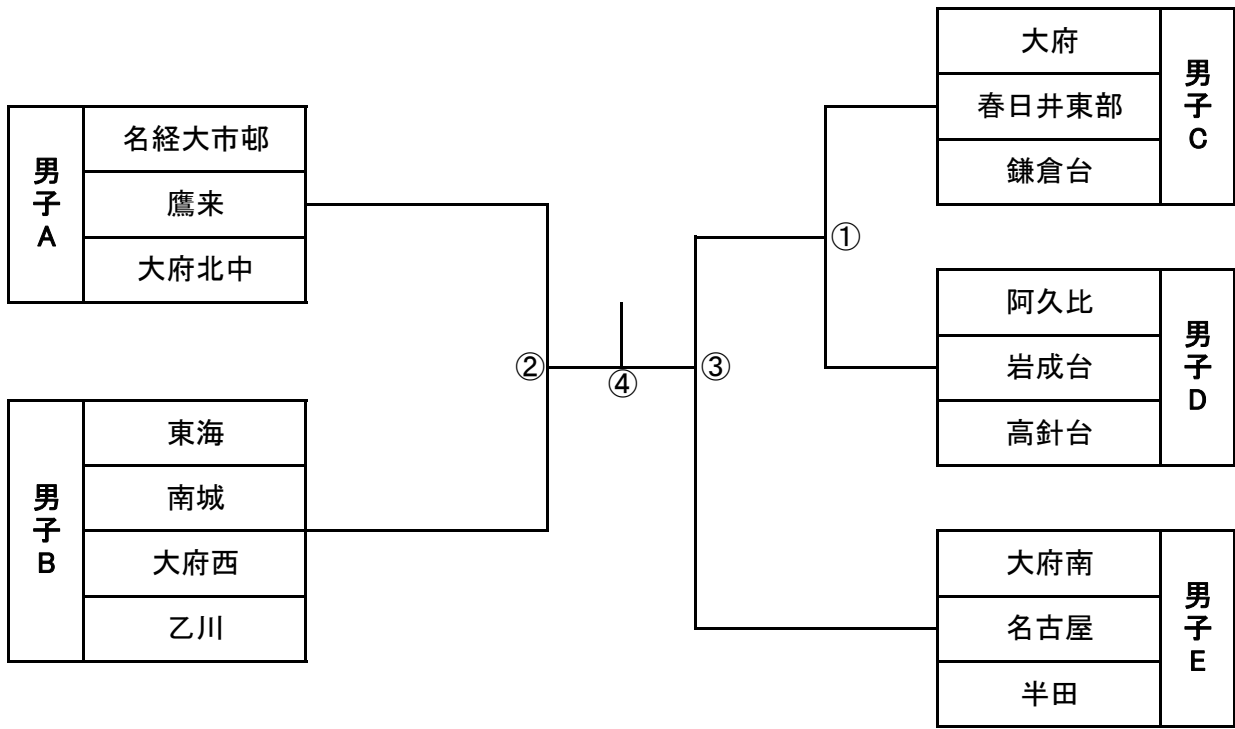 男子A
名経大市邨
鷹来
大府北中
男子B
東海
南城
大府西
乙川
②
④
③
①
大府
春日井東部
鎌倉台
男子C
阿久比
岩成台
高針台
男子D
大府南
名古屋
半田
男子E